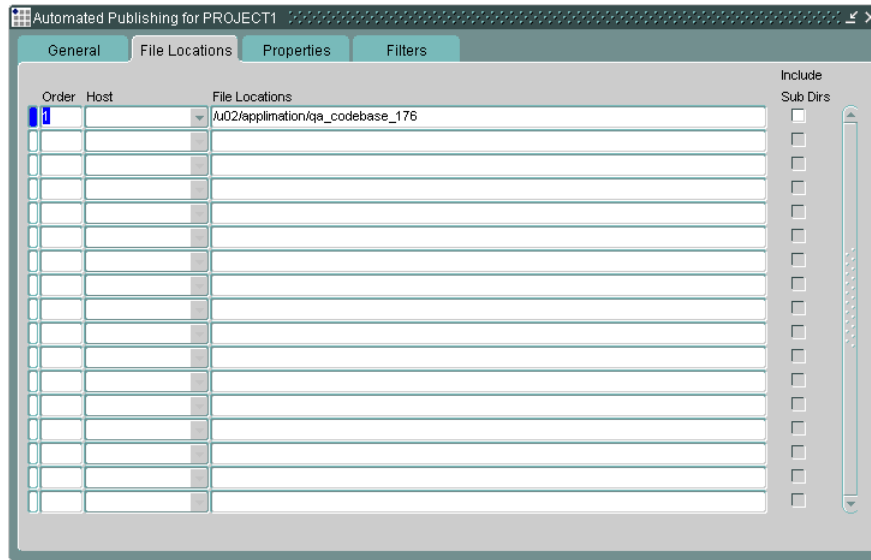 Automated Publishing for PROJECT1
General File Locations Properties Filters
Include
Order Host File Locations Sub Dirs
1 /u02/applimation/qa_codebase_176